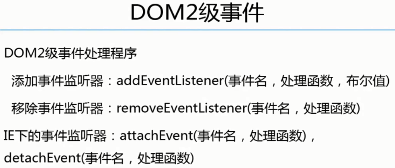 DOM2级事件
DOM2级事件处理程序
添加事件监听器：addEventListener(事件名，处理函数，布尔值)
移除事件监听器：removeEventListener(事件名，处理函数)
IE下的事件监听器：attachEvent(事件名，处理函数)，
detachEvent(事件名，处理函数)